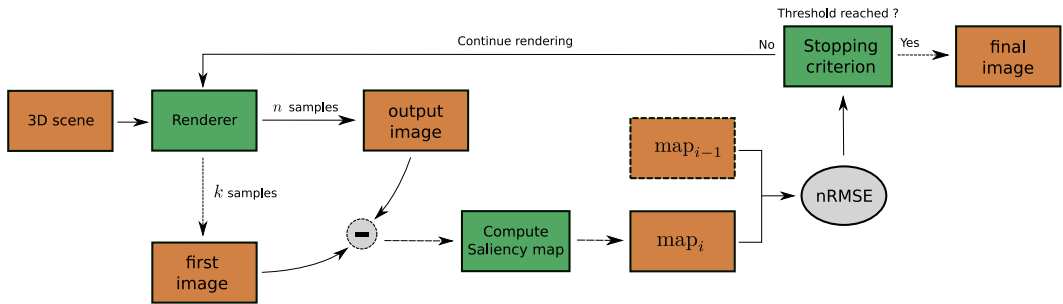 Threshold reached ?
Continue rendering
No
Stopping
criterion
Yes
final
image
3D scene
Renderer
n samples
output
image
map_{i−1}
k samples
nRMSE
first
image
Compute
Saliency map
map_i